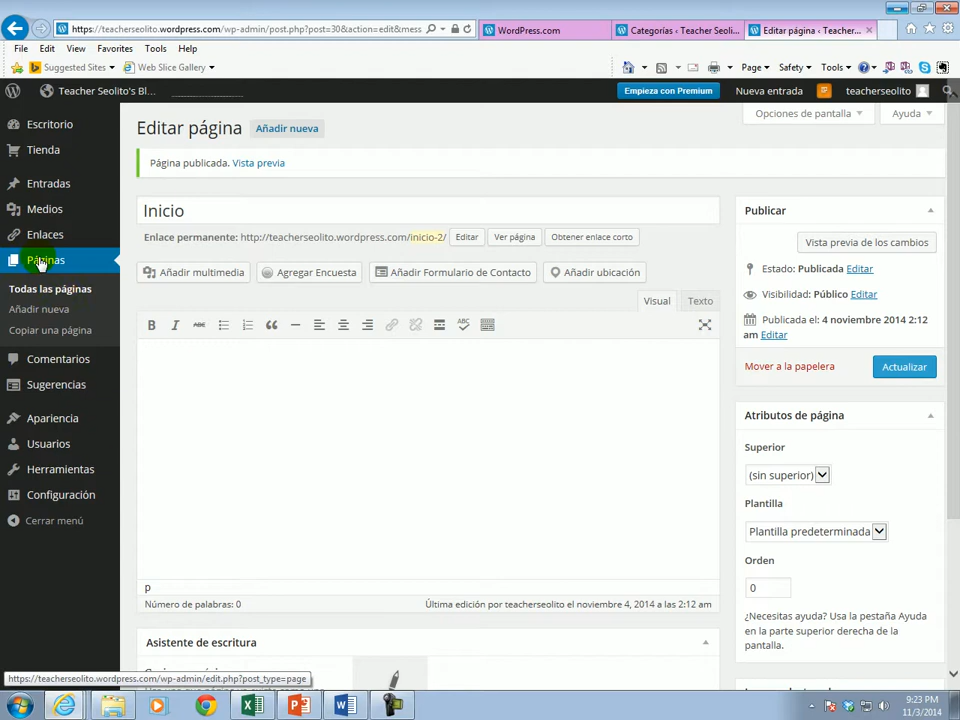 https://teacherseolito.wordpress.com/wp-admin/post.php?post=30&action=edit&mess
WordPress.com
Categorías ‹ Teacher Seoli...
Editar página ‹ Teacher...
File Edit View Favorites Tools Help
Suggested Sites Web Slice Gallery
Page Safety Tools
Teacher Seolito's Bl...
Empieza con Premium
Nueva entrada
teacherseolito
Escritorio
Tienda
Entradas
Medios
Enlaces
Páginas
Todas las páginas
Añadir nueva
Copiar una página
Comentarios
Sugerencias
Apariencia
Usuarios
Herramientas
Configuración
Cerrar menú
Opciones de pantalla
Ayuda
Editar página Añadir nueva
Página publicada. Vista previa
Inicio
Enlace permanente: http://teacherseolito.wordpress.com/inicio-2/ Editar Ver página Obtener enlace corto
Añadir multimedia Agregar Encuesta Añadir Formulario de Contacto Añadir ubicación
Visual Texto
B I ABC ABC
p
Número de palabras: 0
Última edición por teacherseolito el noviembre 4, 2014 a las 2:12 am
Asistente de escritura
Publicar
Vista previa de los cambios
Estado: Publicada Editar
Visibilidad: Público Editar
Publicada el: 4 noviembre 2014 2:12
am Editar
Mover a la papelera
Actualizar
Atributos de página
Superior
(sin superior)
Plantilla
Plantilla predeterminada
Orden
0
¿Necesitas ayuda? Usa la pestaña Ayuda
en la parte superior derecha de la
pantalla.
https://teacherseolito.wordpress.com/wp-admin/edit.php?post_type=page
9:23 PM
11/3/2014